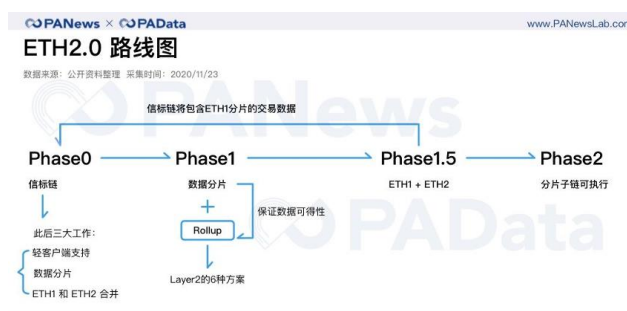 PANews × PAData
www.PANewsLab.com
ETH2.0 路线图
数据来源：公开资料整理 采集时间：2020/11/23
信标链将包含ETH1分片的交易数据
Phase0
Phase1
Phase1.5
Phase2
信标链
数据分片
ETH1 + ETH2
分片子链可执行
+
保证数据可得性
此后三大工作：
Rollup
轻客户端支持
数据分片
Layer2的6种方案
ETH1 和 ETH2 合并
PANews
PAData